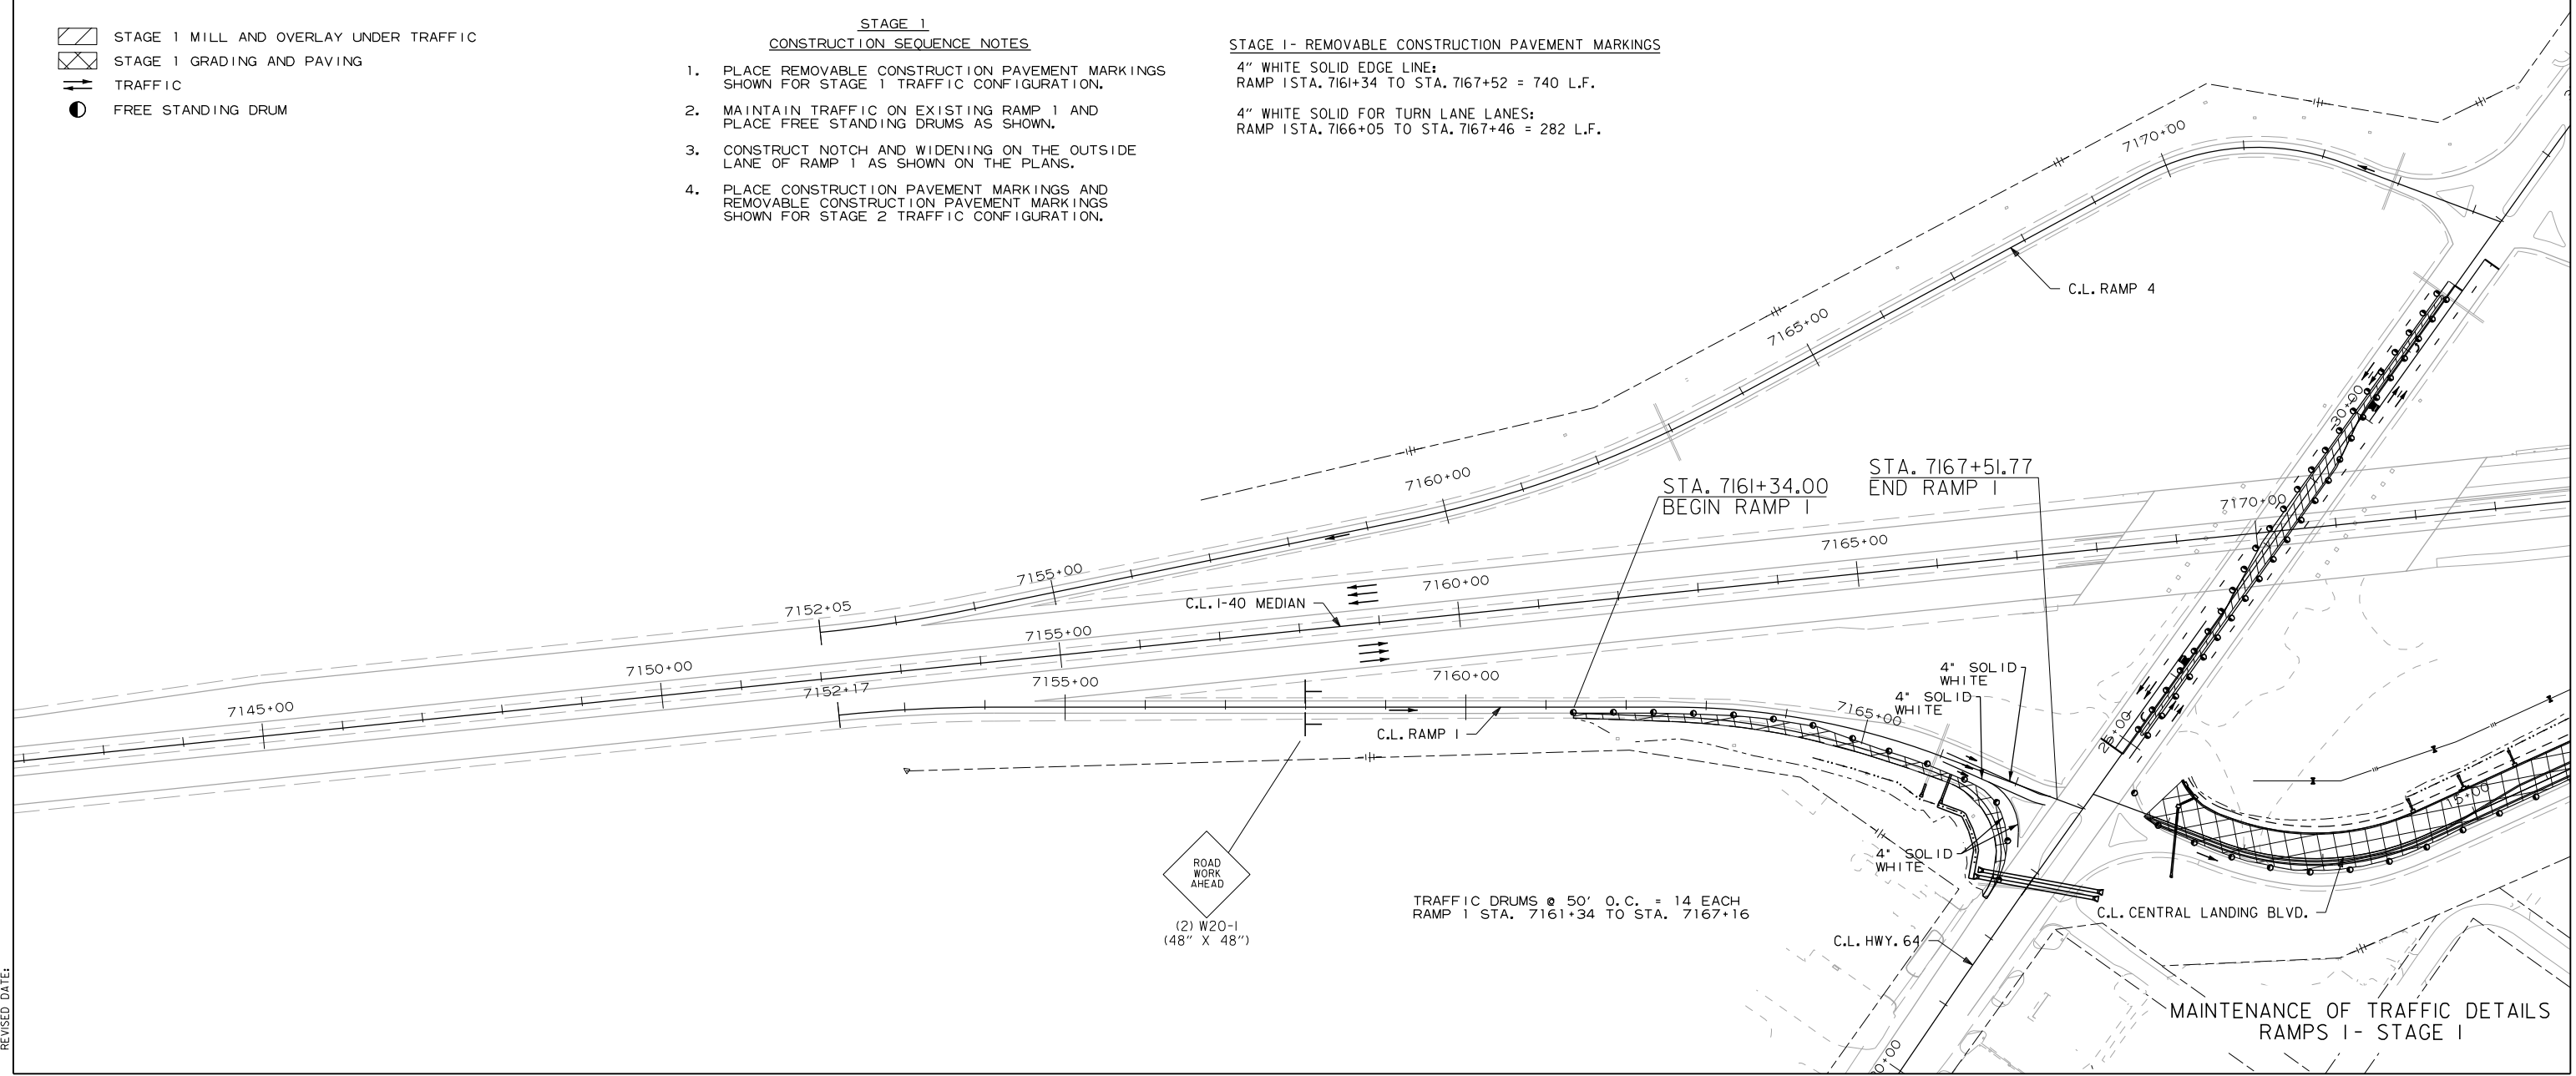 STAGE 1 MILL AND OVERLAY UNDER TRAFFIC
STAGE 1 GRADING AND PAVING
TRAFFIC
FREE STANDING DRUM
STAGE 1
CONSTRUCTION SEQUENCE NOTES
1. PLACE REMOVABLE CONSTRUCTION PAVEMENT MARKINGS
SHOWN FOR STAGE 1 TRAFFIC CONFIGURATION.
2. MAINTAIN TRAFFIC ON EXISTING RAMP 1 AND
PLACE FREE STANDING DRUMS AS SHOWN.
3. CONSTRUCT NOTCH AND WIDENING ON THE OUTSIDE
LANE OF RAMP 1 AS SHOWN ON THE PLANS.
4. PLACE CONSTRUCTION PAVEMENT MARKINGS AND
REMOVABLE CONSTRUCTION PAVEMENT MARKINGS
SHOWN FOR STAGE 2 TRAFFIC CONFIGURATION.
STAGE 1- REMOVABLE CONSTRUCTION PAVEMENT MARKINGS
4" WHITE SOLID EDGE LINE:
RAMP 1 STA. 7161+34 TO STA. 7167+52 = 740 L.F.
4" WHITE SOLID FOR TURN LANE LANES:
RAMP 1 STA. 7166+05 TO STA. 7167+46 = 282 L.F.
7170+00
C.L. RAMP 4
7165+00
30+00
7160+00
STA. 7161+34.00
BEGIN RAMP 1
STA. 7167+51.77
END RAMP 1
7170+00
7165+00
7155+00
7160+00
7152+05
C.L. I-40 MEDIAN
7155+00
7150+00
7145+00
7152+17
7155+00
7160+00
C.L. RAMP 1
7165+00
4" SOLID
WHITE
4" SOLID
WHITE
25+00
5+00
4" SOLID
WHITE
ROAD
WORK
AHEAD
(2) W20-1
(48" X 48")
TRAFFIC DRUMS @ 50' O.C. = 14 EACH
RAMP 1 STA. 7161+34 TO STA. 7167+16
C.L. CENTRAL LANDING BLVD.
C.L. HWY. 64
MAINTENANCE OF TRAFFIC DETAILS
RAMPS 1- STAGE 1
REVISED DATE: